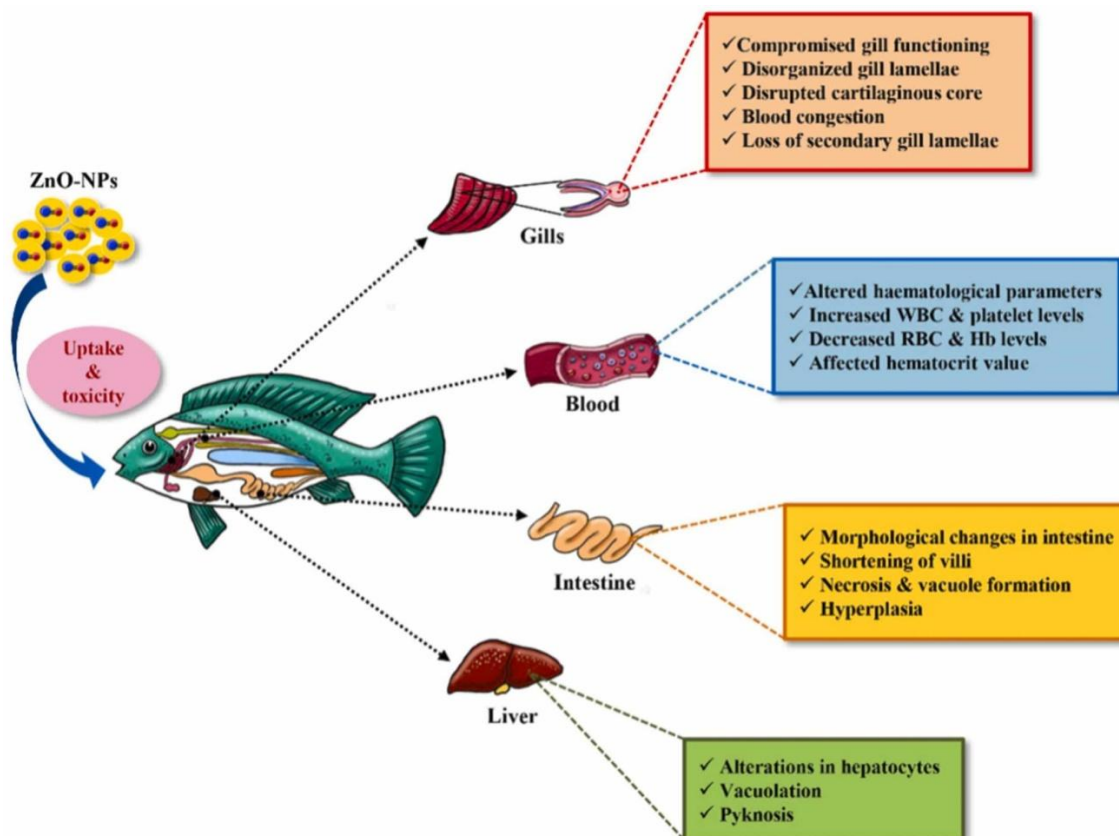 ✓Compromised gill functioning
✓ Disorganized gill lamellae
✓ Disrupted cartilaginous core
✓ Blood congestion
✓ Loss of secondary gill lamellae
ZnO-NPs
Gills
Uptake
&
toxicity
✓Altered haematological parameters
✓ Increased WBC & platelet levels
✓ Decreased RBC & Hb levels
✓ Affected hematocrit value
Blood
✓ Morphological changes in intestine
✓ Shortening of villi
✓ Necrosis & vacuole formation
✓ Hyperplasia
Intestine
Liver
✓ Alterations in hepatocytes
✓ Vacuolation
✓ Pyknosis